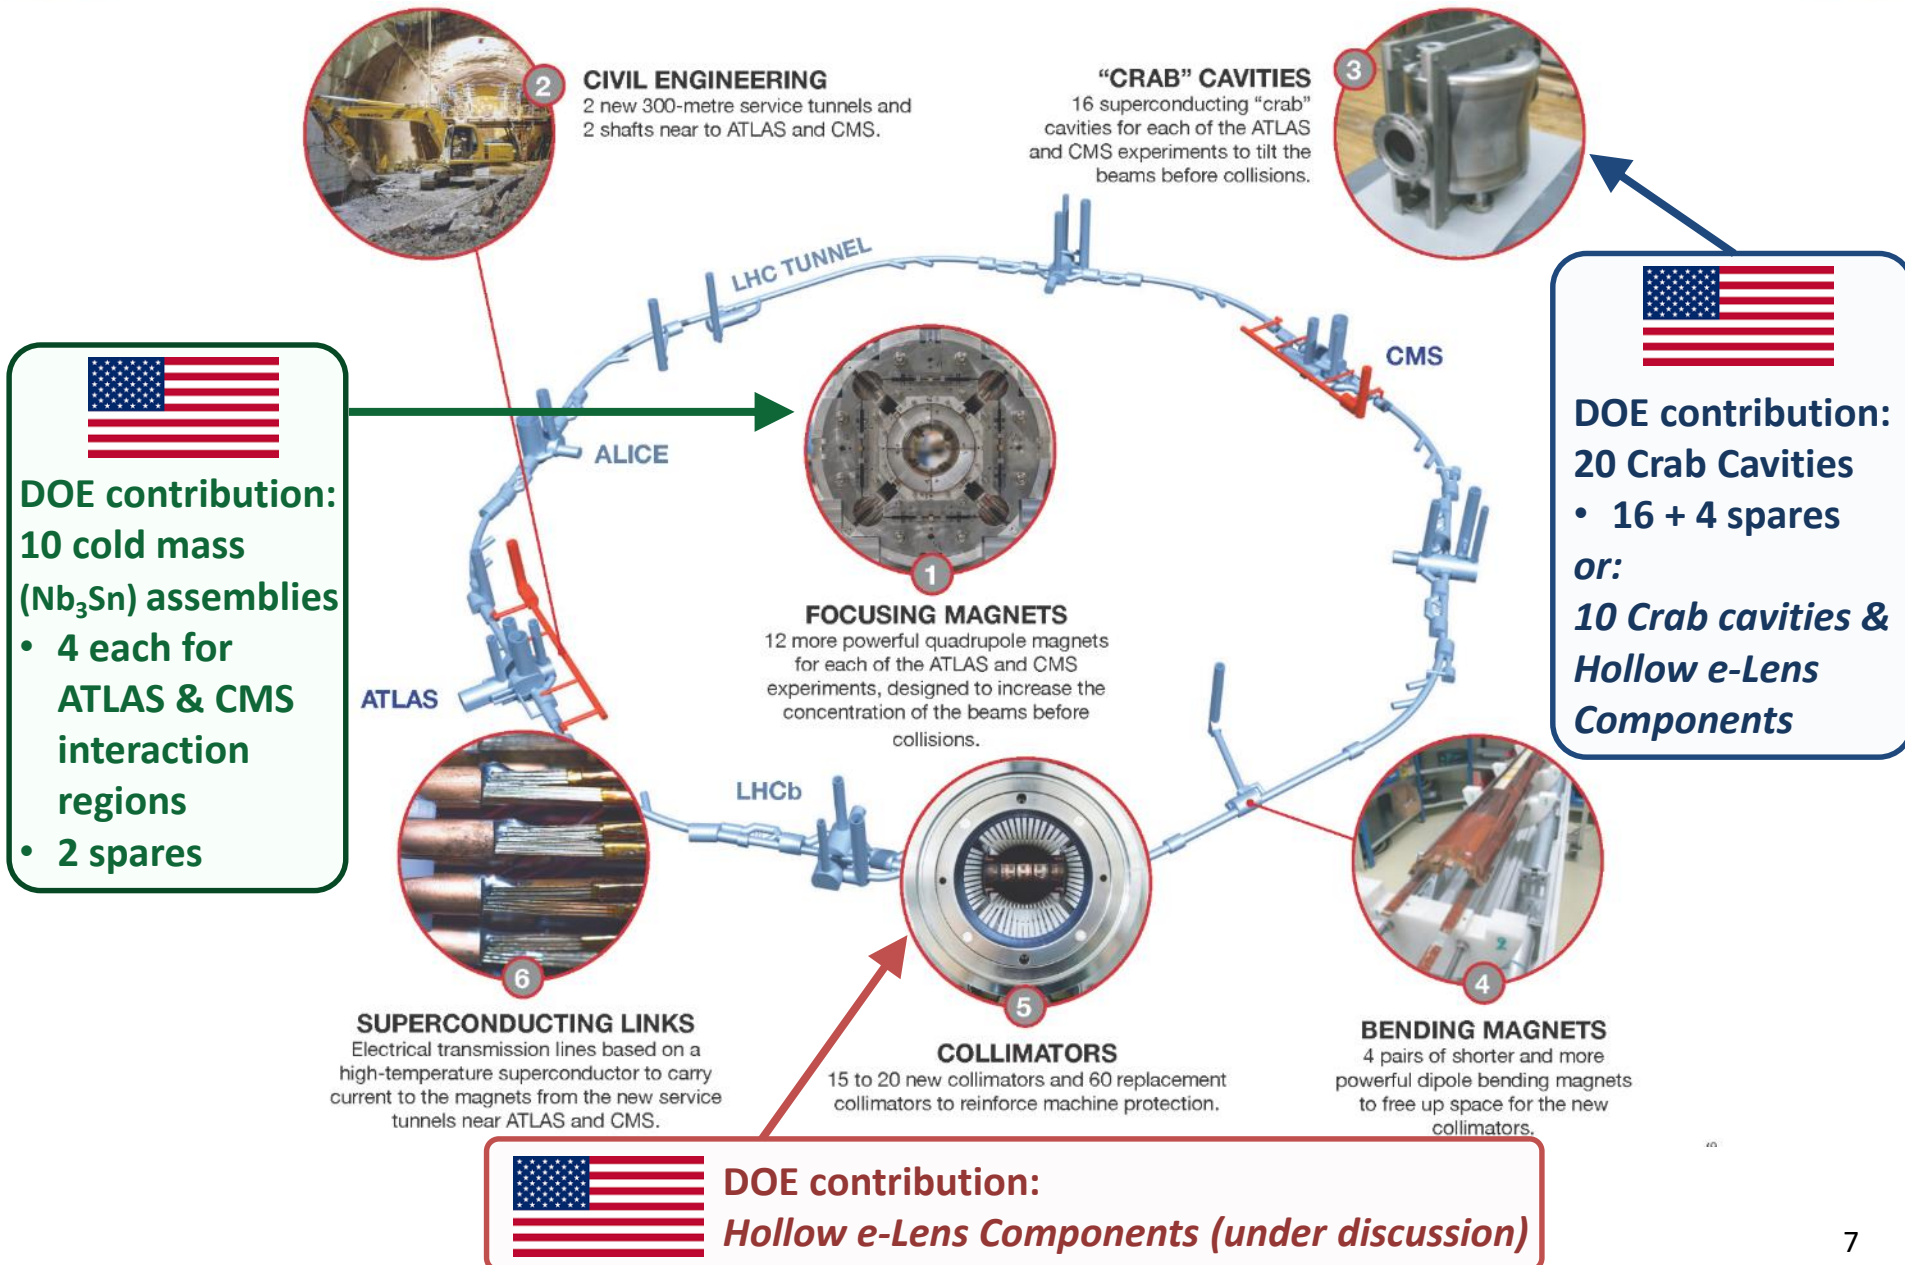 2
CIVIL ENGINEERING
2 new 300-metre service tunnels and
2 shafts near to ATLAS and CMS.
"CRAB" CAVITIES
16 superconducting "crab"
cavities for each of the ATLAS
and CMS experiments to tilt the
beams before collisions.
3
LHC TUNNEL
CMS
ALICE
ATLAS
LHCb
DOE contribution:
10 cold mass
(Nb₃Sn) assemblies
• 4 each for
ATLAS & CMS
interaction
regions
• 2 spares
DOE contribution:
20 Crab Cavities
• 16 + 4 spares
or:
10 Crab cavities &
Hollow e-Lens
Components
1
FOCUSING MAGNETS
12 more powerful quadrupole magnets
for each of the ATLAS and CMS
experiments, designed to increase the
concentration of the beams before
collisions.
6
SUPERCONDUCTING LINKS
Electrical transmission lines based on a
high-temperature superconductor to carry
current to the magnets from the new service
tunnels near ATLAS and CMS.
5
COLLIMATORS
15 to 20 new collimators and 60 replacement
collimators to reinforce machine protection.
2
4
BENDING MAGNETS
4 pairs of shorter and more
powerful dipole bending magnets
to free up space for the new
collimators.
DOE contribution:
Hollow e-Lens Components (under discussion)
7